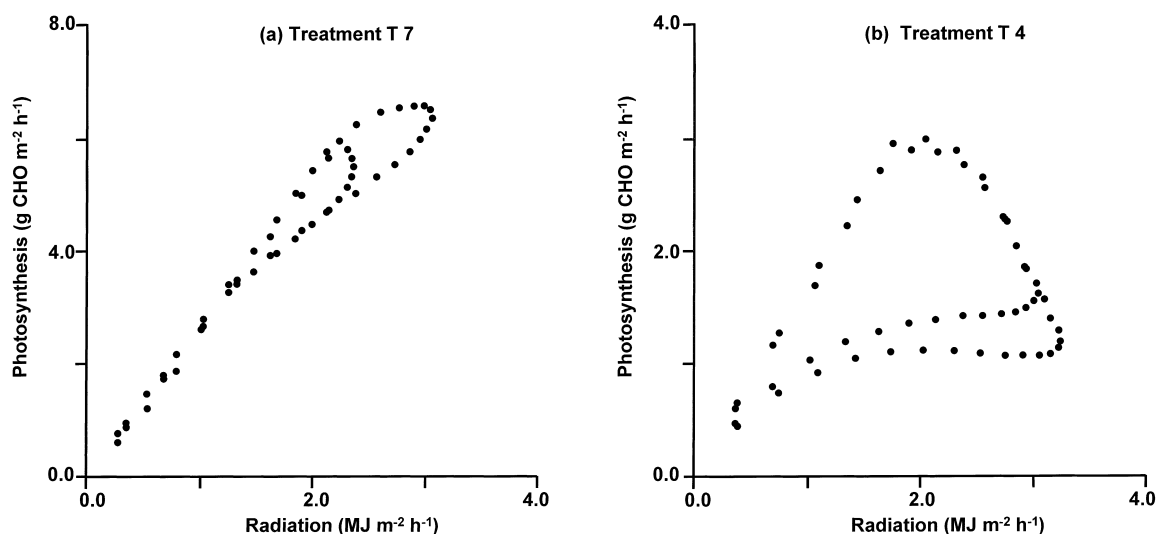 (a) Treatment T 7
8.0
4.0
0.0
Photosynthesis (g CHO m-2 h-1)
0.0 2.0 4.0
Radiation (MJ m-2 h-1)
(b) Treatment T 4
4.0
2.0
0.0
Photosynthesis (g CHO m-2 h-1)
0.0 2.0 4.0
Radiation (MJ m-2 h-1)